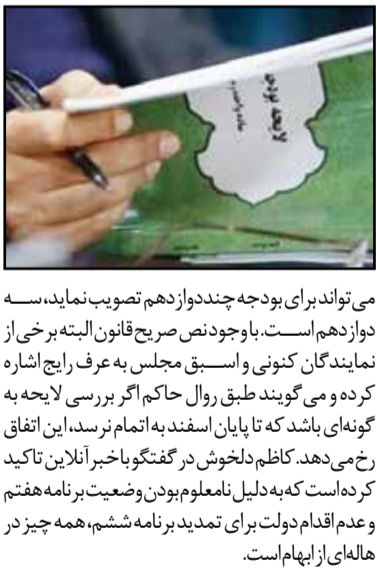 لایحه بودجه
می‌تواند برای بودجه چند دوازدهم تصویب نماید، سه
دوازدهم است. با وجود نص صریح قانون البته برخی از
نمایندگان کنونی و اسبق مجلس به عرف رایج اشاره
کرده و می‌گویند طبق روال حاکم اگر بررسی لایحه به
گونه‌ای باشد که تا پایان اسفند به اتمام نرسد، این اتفاق
رخ می‌دهد. کاظم دلخوش در گفتگو با خبرآنلاین تاکید
کرده است که به دلیل نامعلوم بودن وضعیت برنامه هفتم
و عدم اقدام دولت برای تمدید برنامه ششم، همه چیز در
هاله‌ای از ابهام است.